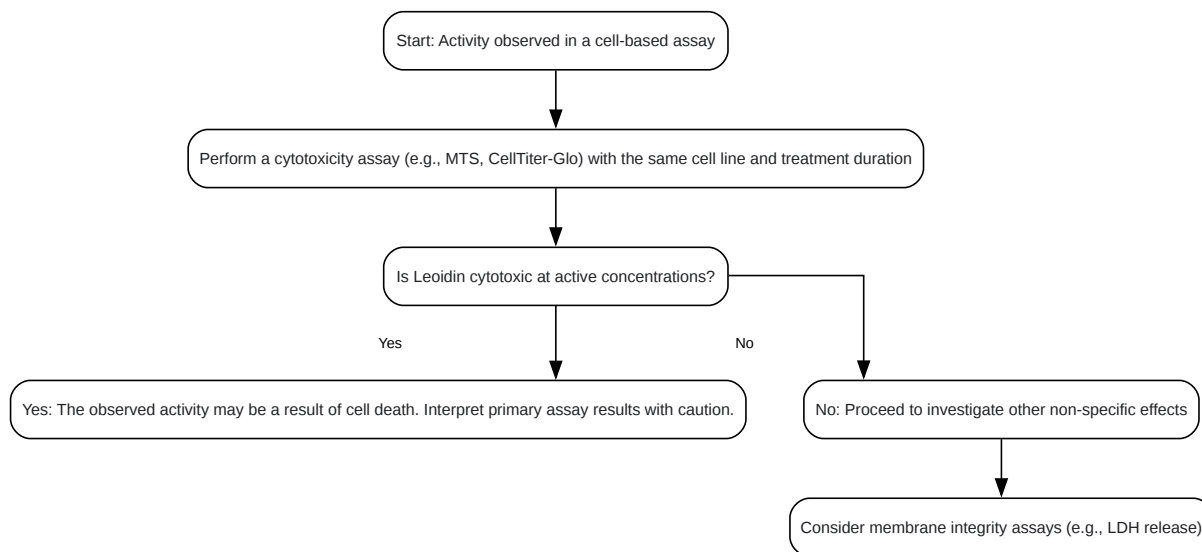 Start: Activity observed in a cell-based assay
Perform a cytotoxicity assay (e.g., MTS, CellTiter-Glo) with the same cell line and treatment duration
Is Leoidin cytotoxic at active concentrations?
Yes
No
Yes: The observed activity may be a result of cell death. Interpret primary assay results with caution.
No: Proceed to investigate other non-specific effects
Consider membrane integrity assays (e.g., LDH release)